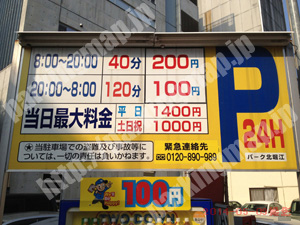 8:00~20:00 40分 200円
20:00~8:00 120分 100円
当日最大料金 平日 1400円
土日祝 1000円
☆当駐車場での盗難及び事故等に
ついては、一切の責任は負いかねます。
緊急連絡先
0120-890-989
P
24H
パーク北堀江
100円